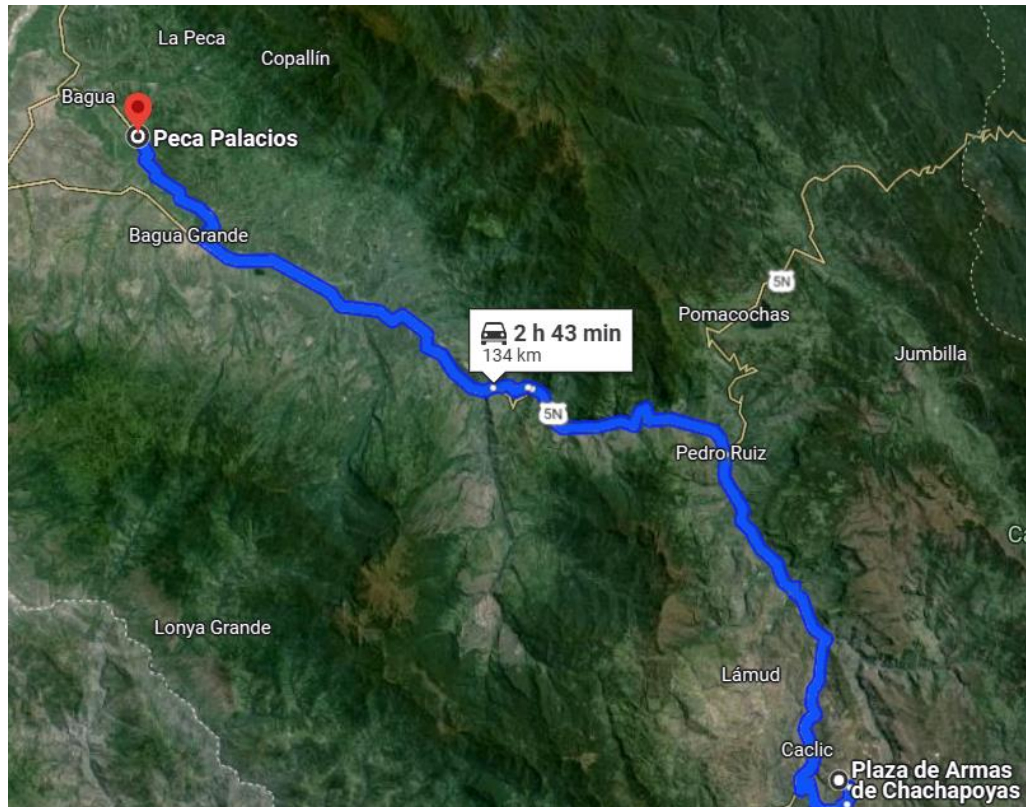 La Peca
Copallín
Bagua
Peca Palacios
Bagua Grande
5N
Pomacochas
2 h 43 min
134 km
Jumbilla
5N
Pedro Ruiz
Lonya Grande
Lámud
Caclic
Plaza de Armas
de Chachapoyas